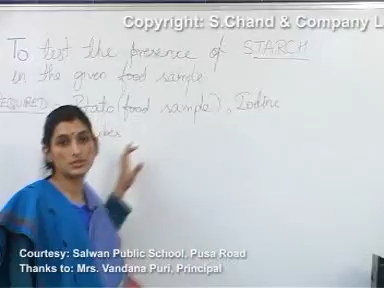 Copyright: S.Chand & Company L
To test the presence of STARCH
in the given food sample
EQUIRED Potato (food sample), Iodine
Courtesy: Salwan Public School, Pusa Road
Thanks to: Mrs. Vandana Puri, Principal